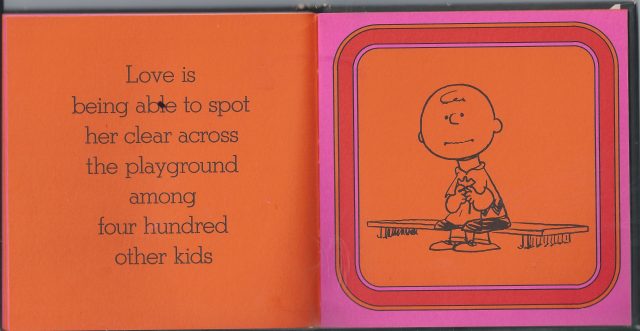 Love is
being able to spot
her clear across
the playground
among
four hundred
other kids